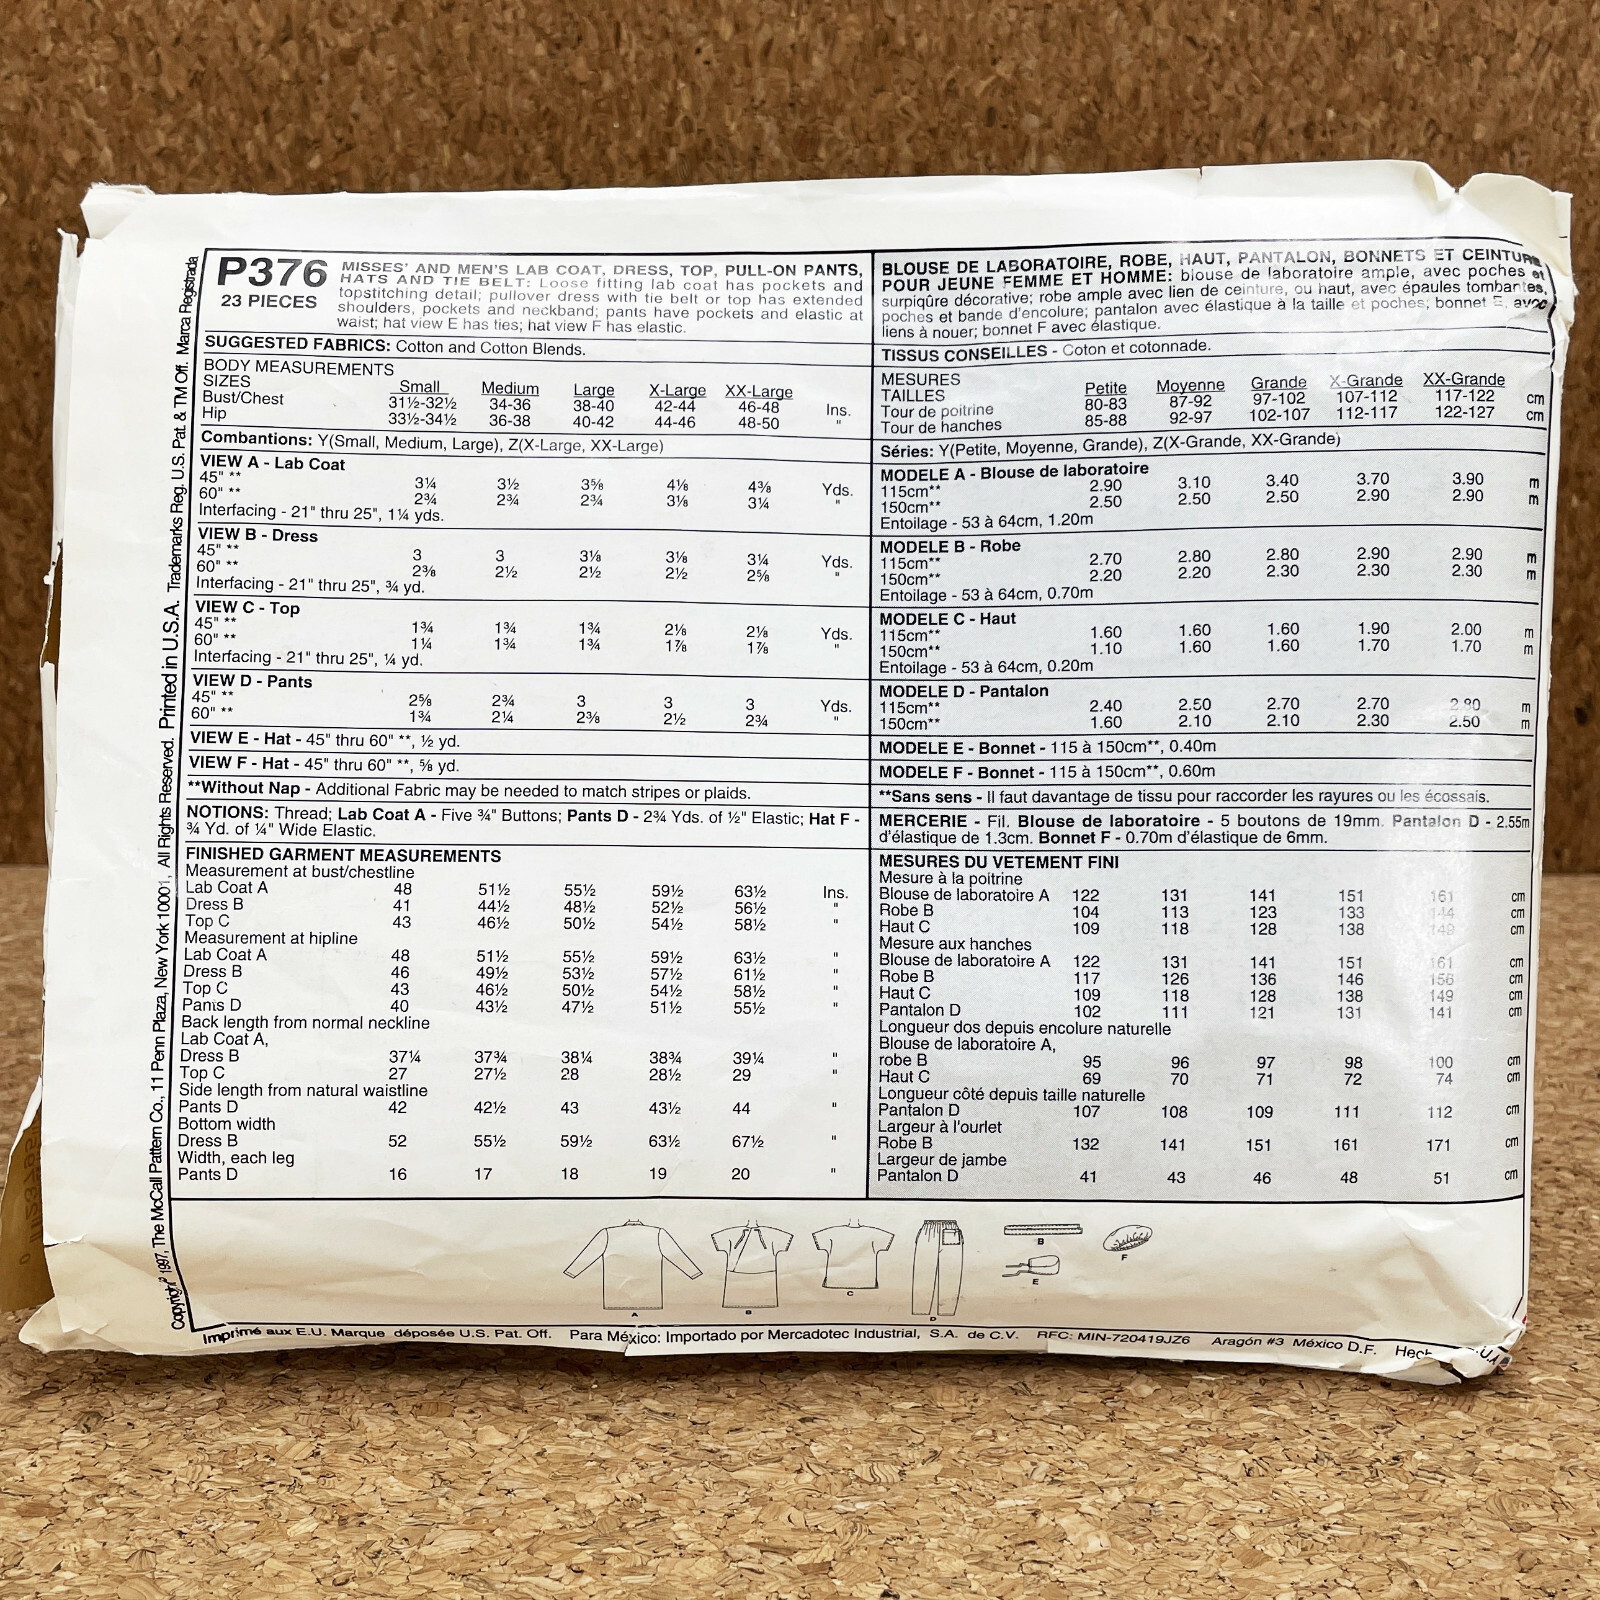 P376
23 PIECES
MISSES' AND MEN'S LAB COAT, DRESS, TOP, PULL-ON PANTS,
HATS AND TIE BELT: Loose fitting lab coat has pockets and
topstitching detail; pullover dress with tie belt or top has extended
shoulders, pockets and neckband; pants have pockets and elastic at
waist; hat view E has ties; hat view F has elastic.
SUGGESTED FABRICS: Cotton and Cotton Blends.
BODY MEASUREMENTS
SIZES Small Medium Large X-Large XX-Large
Bust/Chest 31½-32½ 34-36 38-40 42-44 46-48 Ins.
Hip 33½-34½ 36-38 40-42 44-46 48-50 "
Combantions: Y(Small, Medium, Large), Z(X-Large, XX-Large)
VIEW A - Lab Coat
45" ** 3¼ 3½ 3⅝ 4⅛ 4⅜ Yds.
60" ** 2¾ 2¾ 2¾ 3⅛ 3¼ "
Interfacing - 21" thru 25", 1¼ yds.
VIEW B - Dress
45" ** 3 3 3⅛ 3⅛ 3¼ Yds.
60" ** 2⅜ 2½ 2½ 2½ 2⅝ "
Interfacing - 21" thru 25", ¾ yd.
VIEW C - Top
45" ** 1¾ 1¾ 1¾ 2⅛ 2⅛ Yds.
60" ** 1¼ 1¾ 1¾ 1⅞ 1⅞ "
Interfacing - 21" thru 25", ¼ yd.
VIEW D - Pants
45" ** 2⅝ 2¾ 3 3 3 Yds.
60" ** 1¾ 2¼ 2⅜ 2½ 2¾ "
VIEW E - Hat - 45" thru 60" **, ½ yd.
VIEW F - Hat - 45" thru 60" **, ⅝ yd.
**Without Nap - Additional Fabric may be needed to match stripes or plaids.
NOTIONS: Thread; Lab Coat A - Five ¾" Buttons; Pants D - 2¾ Yds. of ½" Elastic; Hat F -
¾ Yd. of ¼" Wide Elastic.
FINISHED GARMENT MEASUREMENTS
Measurement at bust/chestline
Lab Coat A 48 51½ 55½ 59½ 63½ Ins.
Dress B 41 44½ 48½ 52½ 56½ "
Top C 43 46½ 50½ 54½ 58½ "
Measurement at hipline
Lab Coat A 48 51½ 55½ 59½ 63½ "
Dress B 46 49½ 53½ 57½ 61½ "
Top C 43 46½ 50½ 54½ 58½ "
Pants D 40 43½ 47½ 51½ 55½ "
Back length from normal neckline
Lab Coat A,
Dress B 37¼ 37¾ 38¼ 38¾ 39¼ "
Top C 27 27½ 28 28½ 29 "
Side length from natural waistline
Pants D 42 42½ 43 43½ 44 "
Bottom width
Dress B 52 55½ 59½ 63½ 67½ "
Width, each leg
Pants D 16 17 18 19 20 "
BLOUSE DE LABORATOIRE, ROBE, HAUT, PANTALON, BONNETS ET CEINTURE
POUR JEUNE FEMME ET HOMME: blouse de laboratoire ample, avec poches et
surpiqûre décorative; robe ample avec lien de ceinture, ou haut, avec épaules tombantes,
poches et bande d'encolure; pantalon avec élastique à la taille et poches; bonnet E, avec
liens à nouer; bonnet F avec élastique.
TISSUS CONSEILLES - Coton et cotonnade.
MESURES
TAILLES Petite Moyenne Grande X-Grande XX-Grande
Tour de poitrine 80-83 87-92 97-102 107-112 117-122 cm
Tour de hanches 85-88 92-97 102-107 112-117 122-127 cm
Séries: Y(Petite, Moyenne, Grande), Z(X-Grande, XX-Grande)
MODELE A - Blouse de laboratoire
115cm** 2.90 3.10 3.40 3.70 3.90 m
150cm** 2.50 2.50 2.50 2.90 2.90 m
Entoilage - 53 à 64cm, 1.20m
MODELE B - Robe
115cm** 2.70 2.80 2.80 2.90 2.90 m
150cm** 2.20 2.20 2.30 2.30 2.30 m
Entoilage - 53 à 64cm, 0.70m
MODELE C - Haut
115cm** 1.60 1.60 1.60 1.90 2.00 m
150cm** 1.10 1.60 1.60 1.70 1.70 m
Entoilage - 53 à 64cm, 0.20m
MODELE D - Pantalon
115cm** 2.40 2.50 2.70 2.70 2.80 m
150cm** 1.60 2.10 2.10 2.30 2.50 m
MODELE E - Bonnet - 115 à 150cm**, 0.40m
MODELE F - Bonnet - 115 à 150cm**, 0.60m
**Sans sens - Il faut davantage de tissu pour raccorder les rayures ou les écossais.
MERCERIE - Fil. Blouse de laboratoire - 5 boutons de 19mm. Pantalon D - 2.55m
d'élastique de 1.3cm. Bonnet F - 0.70m d'élastique de 6mm.
MESURES DU VETEMENT FINI
Mesure à la poitrine
Blouse de laboratoire A 122 131 141 151 161 cm
Robe B 104 113 123 133 144 cm
Haut C 109 118 128 138 149 cm
Mesure aux hanches
Blouse de laboratoire A 122 131 141 151 161 cm
Robe B 117 126 136 146 156 cm
Haut C 109 118 128 138 149 cm
Pantalon D 102 111 121 131 141 cm
Longueur dos depuis encolure naturelle
Blouse de laboratoire A,
robe B 95 96 97 98 100 cm
Haut C 69 70 71 72 74 cm
Longueur côté depuis taille naturelle
Pantalon D 107 108 109 111 112 cm
Largeur à l'ourlet
Robe B 132 141 151 161 171 cm
Largeur de jambe
Pantalon D 41 43 46 48 51 cm
A
B
C
D
B
E
F
Copyright 1997, The McCall Pattern Co., 11 Penn Plaza, New York 10001, All Rights Reserved. Printed in U.S.A. Trademarks Reg. U.S. Pat. & TM Off. Marca Registrada
Imprimé aux E.U. Marque déposée U.S. Pat. Off. Para México: Importado por Mercadotec Industrial, S.A. de C.V. RFC: MIN-720419JZ6 Aragón #3 México D.F.